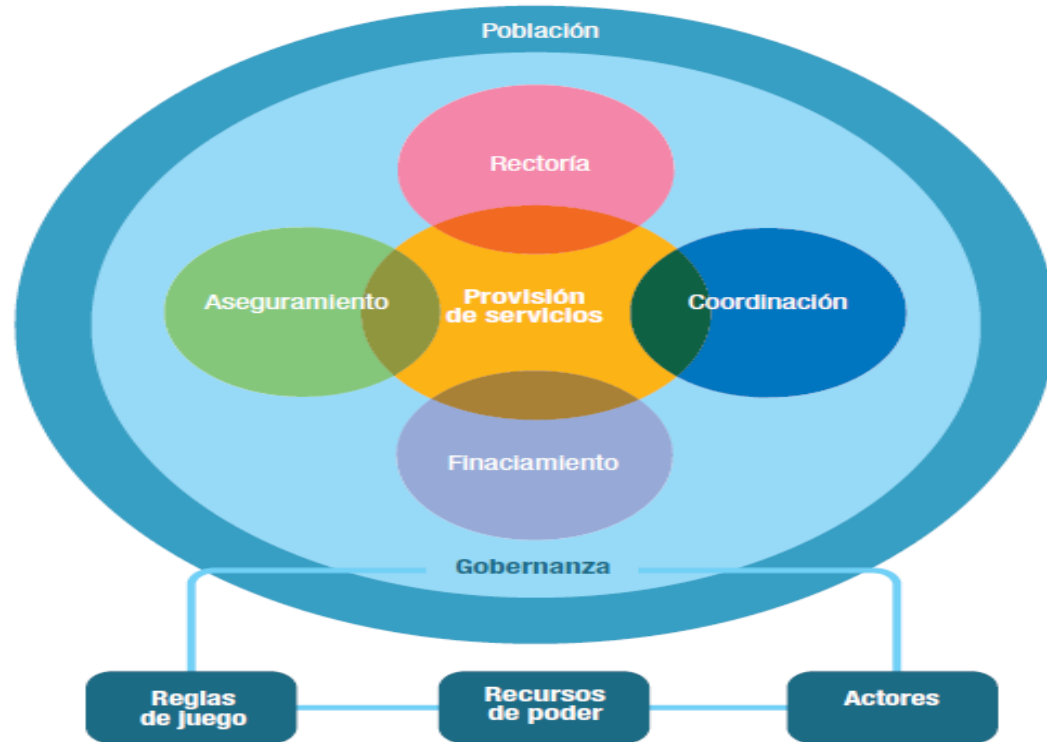 Población
Rectoría
Aseguramiento
Provisión
de servicios
Coordinación
Finaciamiento
Gobernanza
Reglas
de juego
Recursos
de poder
Actores